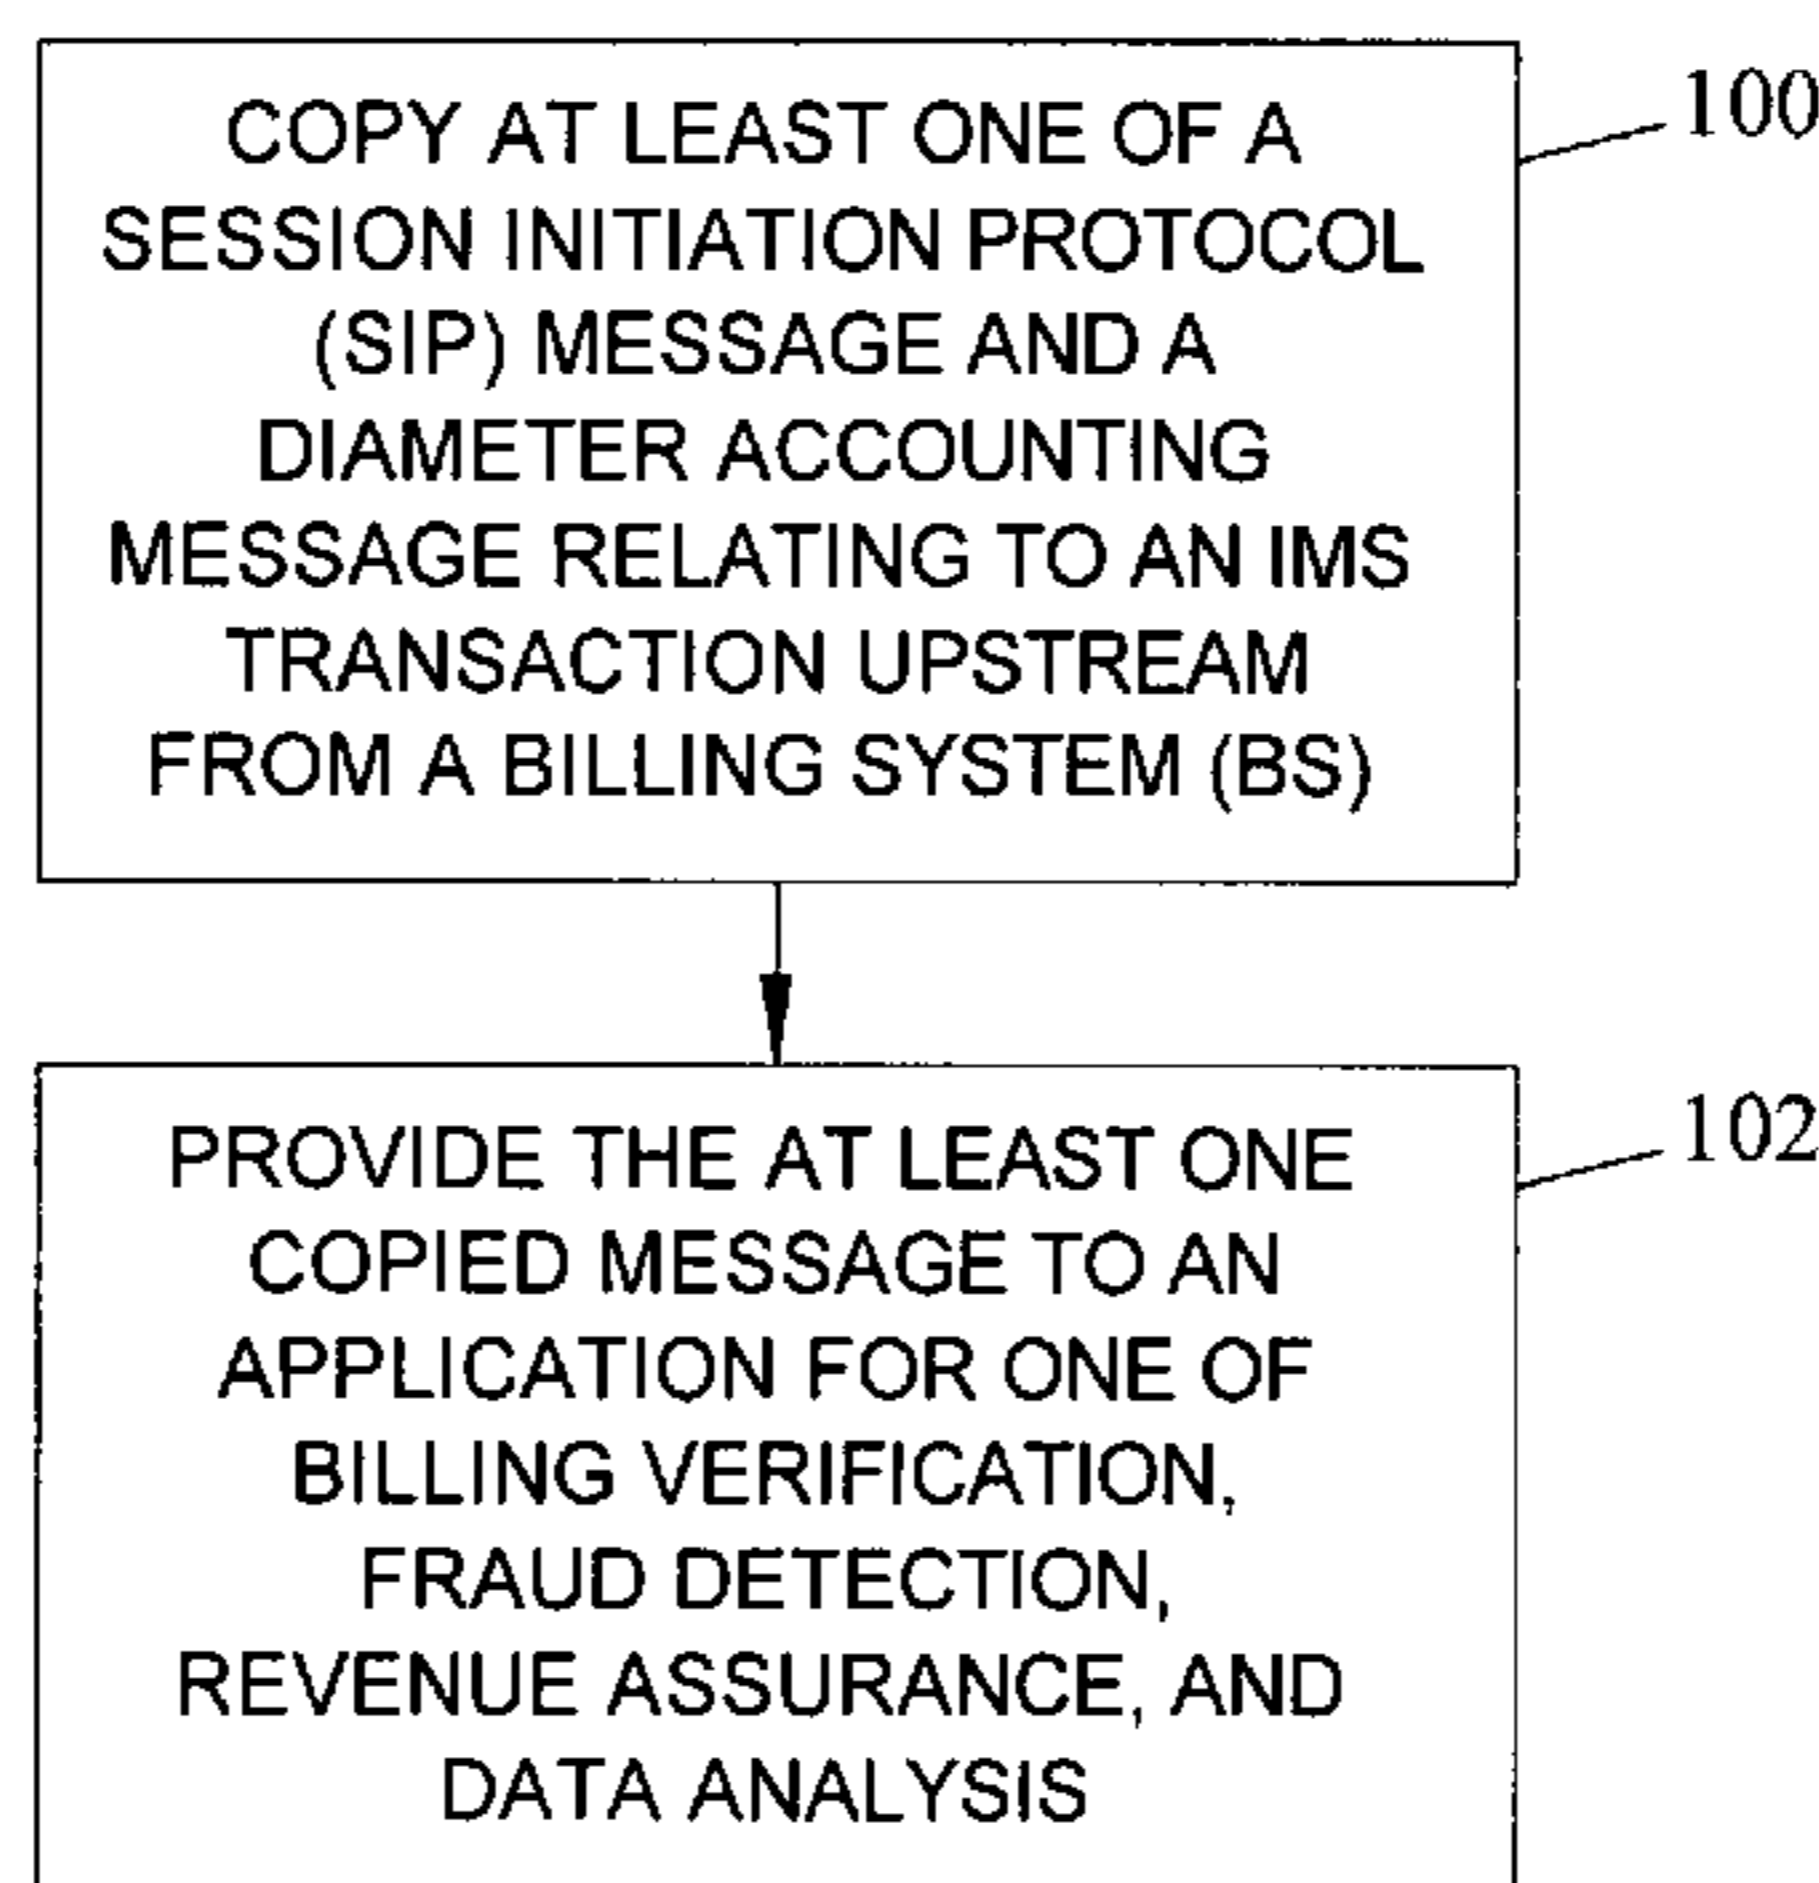 COPY AT LEAST ONE OF A
SESSION INITIATION PROTOCOL
(SIP) MESSAGE AND A
DIAMETER ACCOUNTING
MESSAGE RELATING TO AN IMS
TRANSACTION UPSTREAM
FROM A BILLING SYSTEM (BS)
100
PROVIDE THE AT LEAST ONE
COPIED MESSAGE TO AN
APPLICATION FOR ONE OF
BILLING VERIFICATION,
FRAUD DETECTION,
REVENUE ASSURANCE, AND
DATA ANALYSIS
102